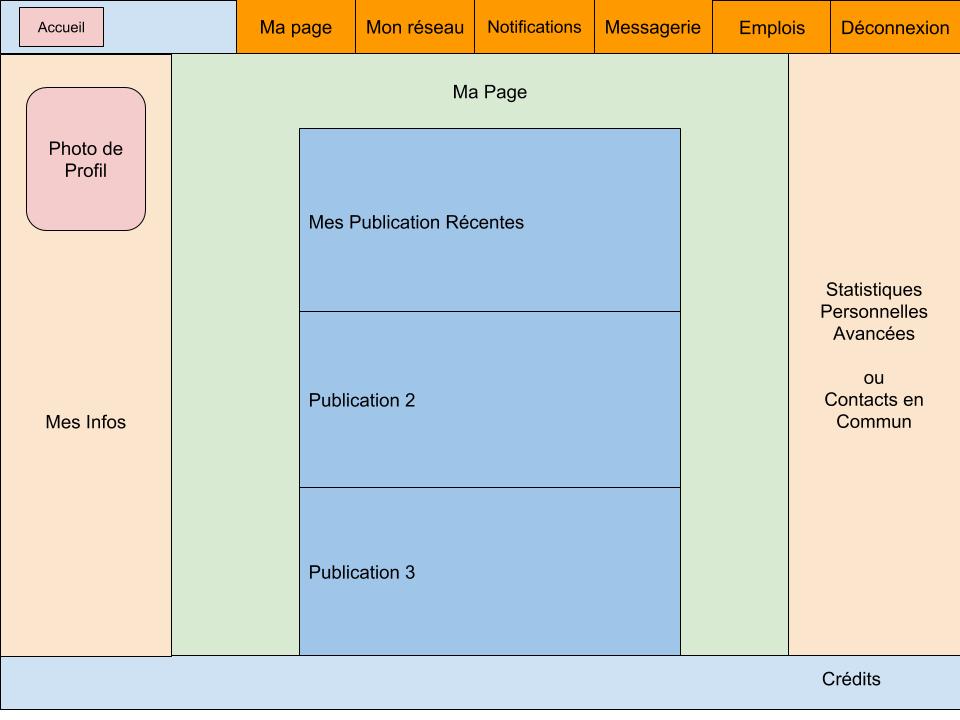 Accueil
Ma page
Mon réseau
Notifications
Messagerie
Emplois
Déconnexion
Photo de
Profil
Mes Infos
Ma Page
Mes Publication Récentes
Publication 2
Publication 3
Statistiques
Personnelles
Avancées
ou
Contacts en
Commun
Crédits